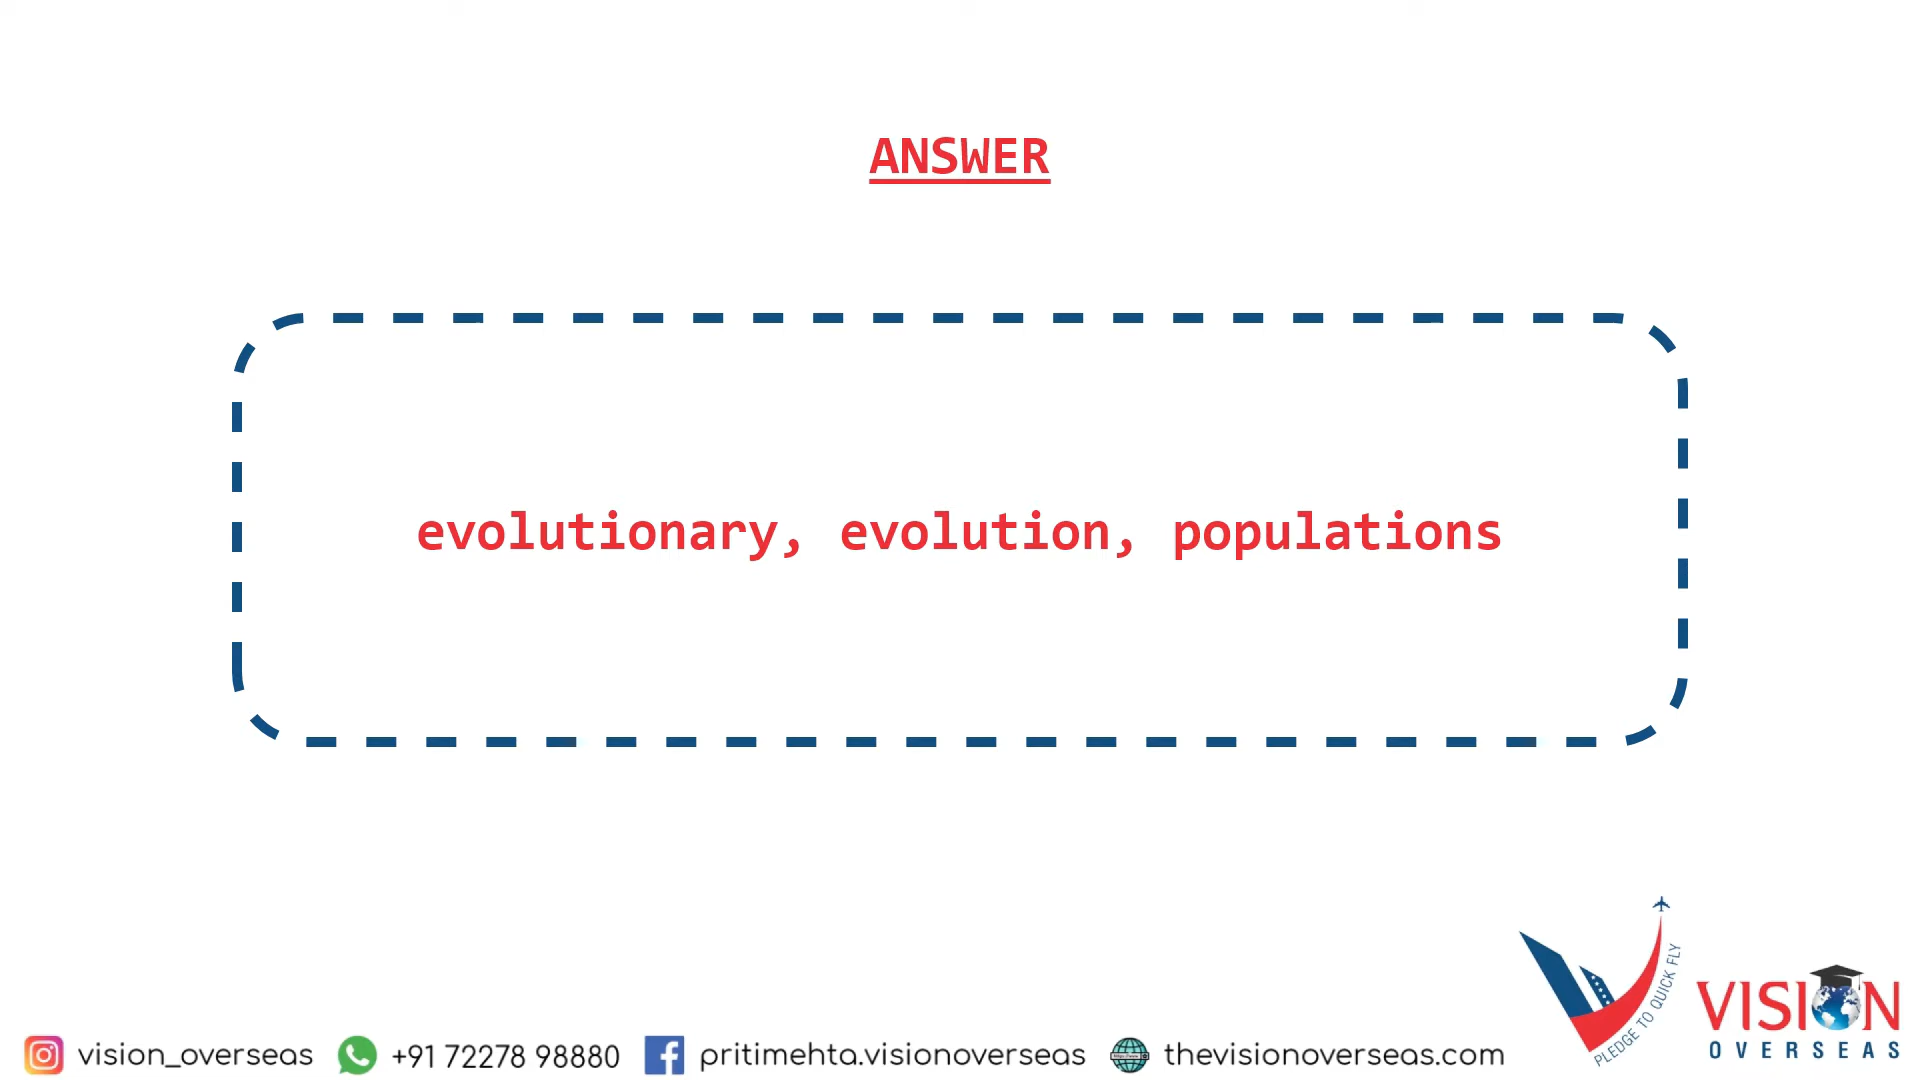 ANSWER
evolutionary, evolution, populations
PLEDGE TO QUICK FLY
VISION
OVERSEAS
vision_overseas +91 72278 98880 pritimehta.visionoverseas thevisionoverseas.com